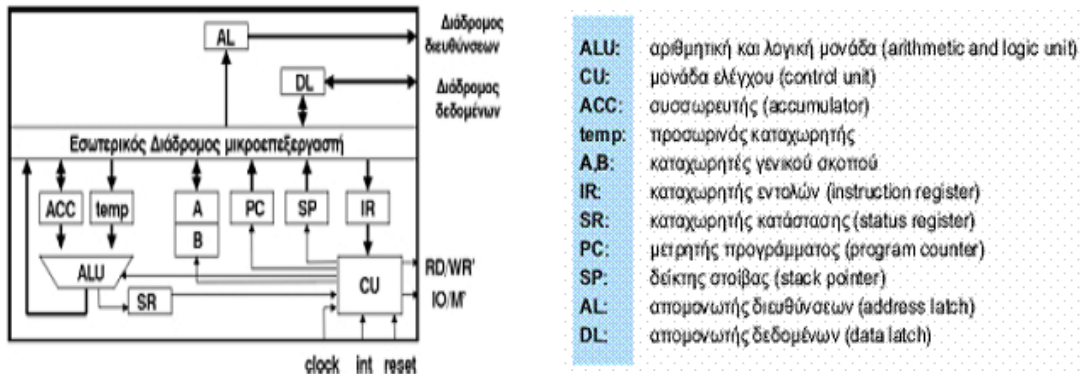 Διάδρομος
διευθύνσεων
AL
DL
Διάδρομας
δεδομένων
Εσωτερικός Διάδρομος μικροεπεξεργαστή
ACC temp A PC SP IR
B
ALU
SR
CU
RD/WR'
IO/M'
clock int reset
ALU: αριθμητική και λογική μονάδα (arithmetic and logic unit)
CU: μονάδα ελέγχου (control unit)
ACC: συσσωρευτής (accumulator)
temp: προσωρινός καταχωρητής
A,B: καταχωρητές γενικού σκοπού
IR: καταχωρητής εντολών (instruction register)
SR: καταχωρητής κατάστασης (status register)
PC: μετρητής προγράμματος (program counter)
SP: δείκτης στοίβας (stack pointer)
AL: απομονωτής διευθύνσεων (address latch)
DL: απομονωτής δεδομένων (data latch)